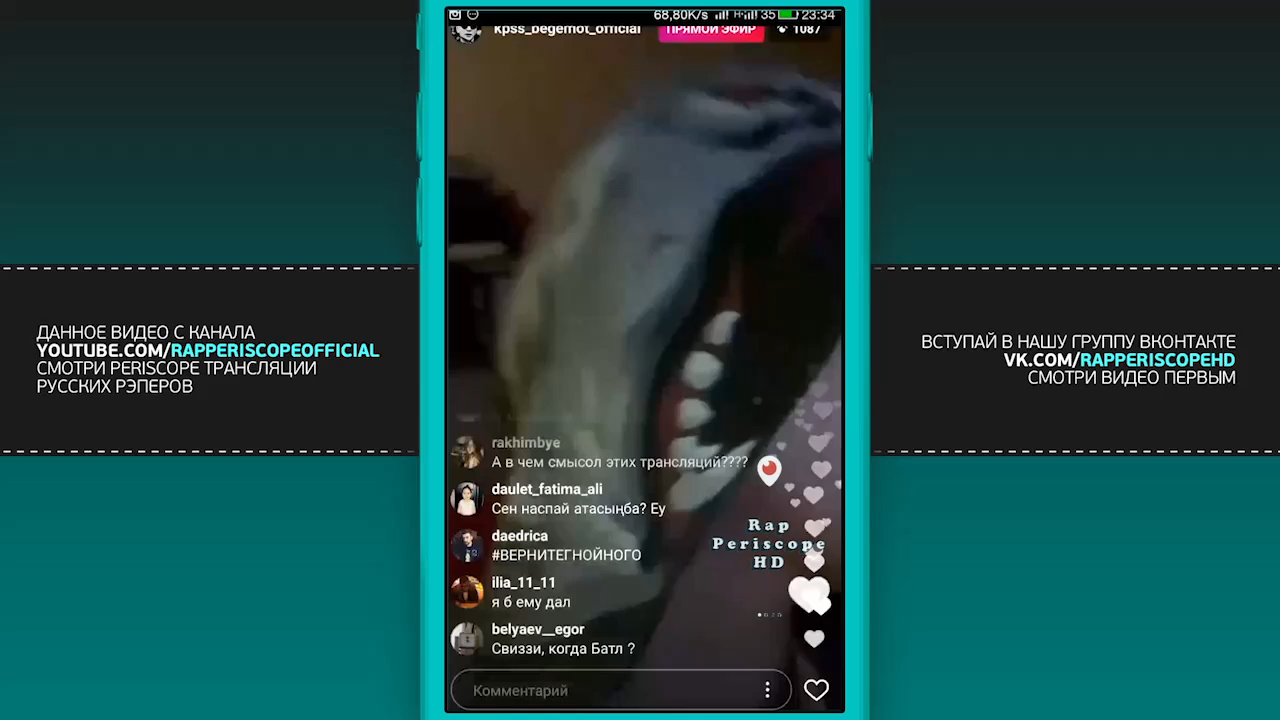 68,80K/s 35 23:34
kpss_begemot_official ПРЯМОЙ ЭФИР 1087
ДАННОЕ ВИДЕО С КАНАЛА
YOUTUBE.COM/RAPPERISCOPEOFFICIAL
СМОТРИ PERISCOPE ТРАНСЛЯЦИИ
РУССКИХ РЭПЕРОВ
rakhimbye
А в чем смысол этих трансляций????
daulet_fatima_ali
Сен наспай атасыңба? Еу
daedrica
#ВЕРНИТЕГНОЙНОГО
ilia_11_11
я б ему дал
belyaev__egor
Свиззи, когда Батл ?
Комментарий
Rap
Periscope
HD
ВСТУПАЙ В НАШУ ГРУППУ ВКОНТАКТЕ
VK.COM/RAPPERISCOPEHD
СМОТРИ ВИДЕО ПЕРВЫМ